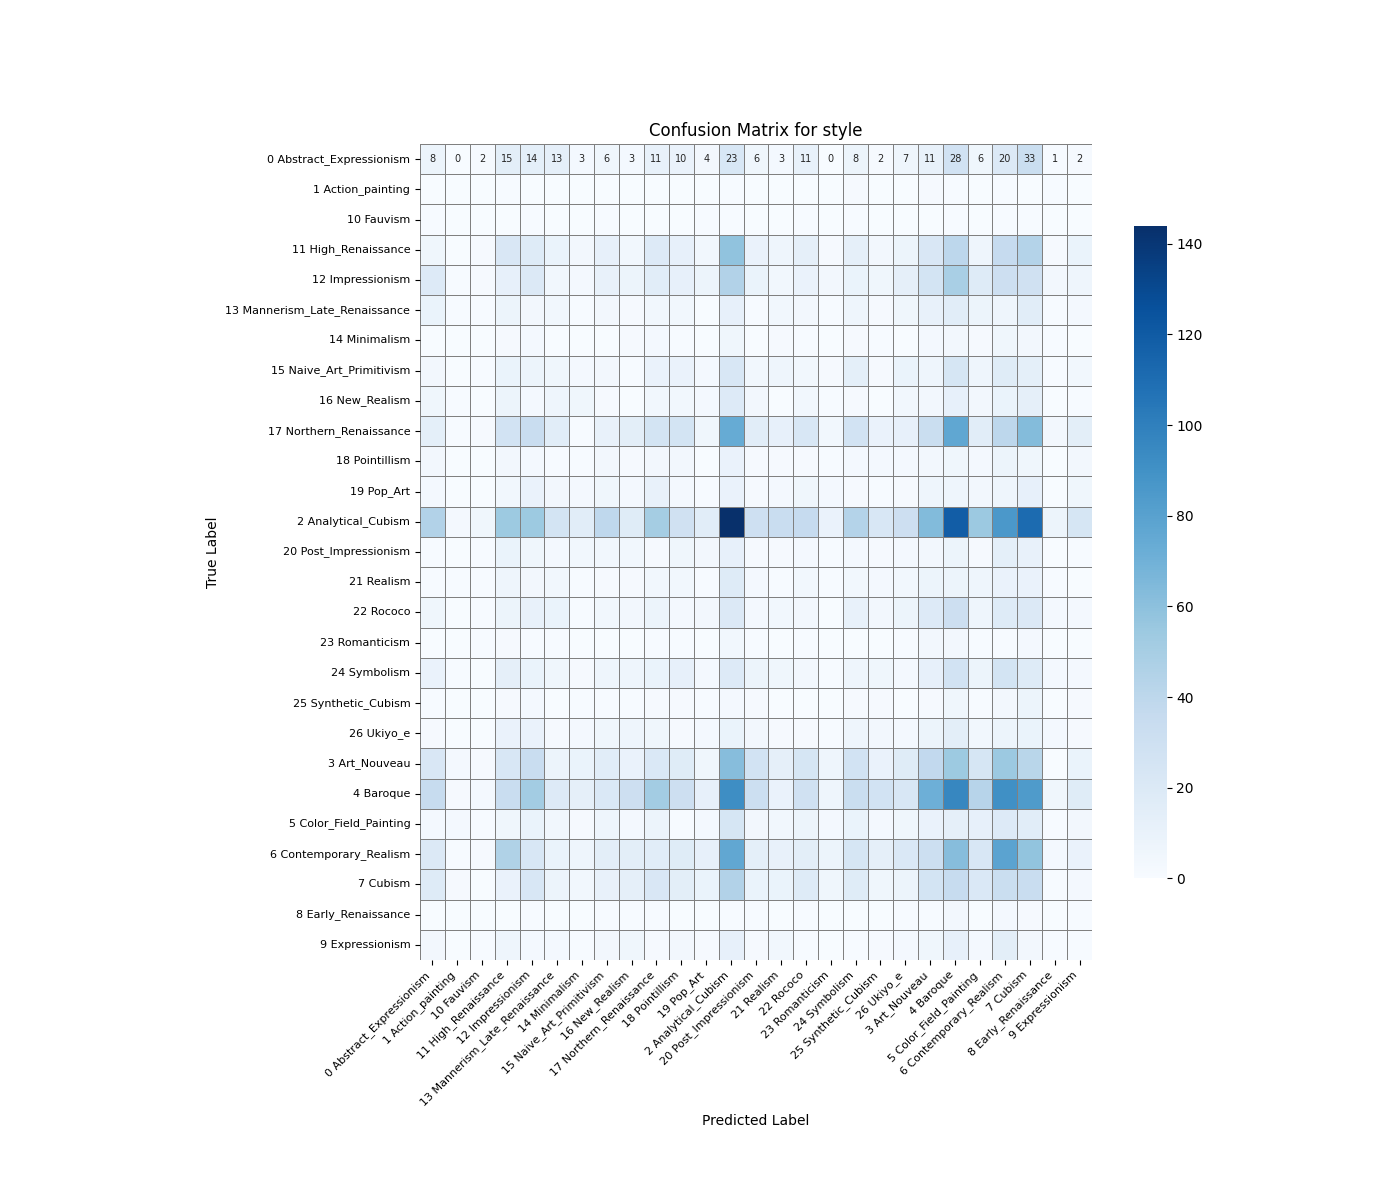 Confusion Matrix for style
0 Abstract_Expressionism 8 0 2 15 14 13 3 6 3 11 10 4 23 6 3 11 0 8 2 7 11 28 6 20 33 1 2
1 Action_painting
10 Fauvism
11 High_Renaissance
12 Impressionism
13 Mannerism_Late_Renaissance
14 Minimalism
15 Naive_Art_Primitivism
16 New_Realism
17 Northern_Renaissance
18 Pointillism
19 Pop_Art
2 Analytical_Cubism
20 Post_Impressionism
21 Realism
22 Rococo
23 Romanticism
24 Symbolism
25 Synthetic_Cubism
26 Ukiyo_e
3 Art_Nouveau
4 Baroque
5 Color_Field_Painting
6 Contemporary_Realism
7 Cubism
8 Early_Renaissance
9 Expressionism
True Label
0 Abstract_Expressionism
1 Action_painting
10 Fauvism
11 High_Renaissance
12 Impressionism
13 Mannerism_Late_Renaissance
14 Minimalism
15 Naive_Art_Primitivism
16 New_Realism
17 Northern_Renaissance
18 Pointillism
19 Pop_Art
2 Analytical_Cubism
20 Post_Impressionism
21 Realism
22 Rococo
23 Romanticism
24 Symbolism
25 Synthetic_Cubism
26 Ukiyo_e
3 Art_Nouveau
4 Baroque
5 Color_Field_Painting
6 Contemporary_Realism
7 Cubism
8 Early_Renaissance
9 Expressionism
Predicted Label
140
120
100
80
60
40
20
0